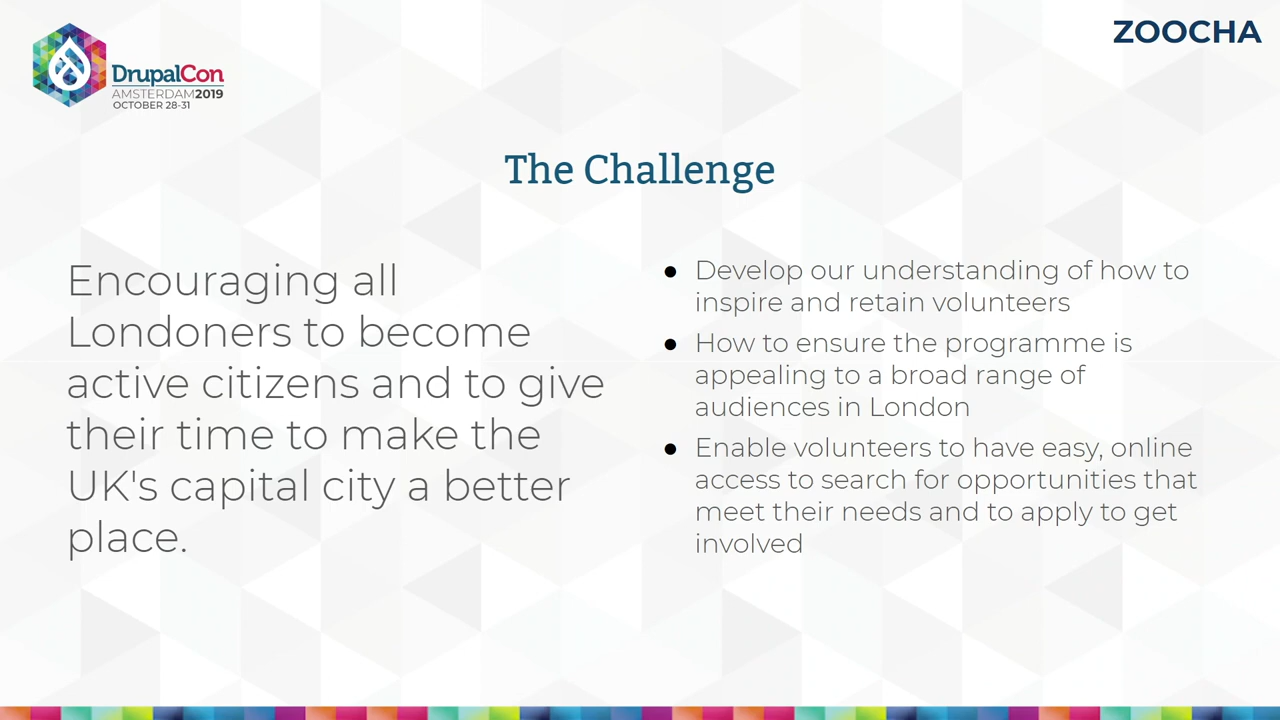 DrupalCon
AMSTERDAM2019
OCTOBER 28-31
ZOOCHA
The Challenge
Encouraging all
Londoners to become
active citizens and to give
their time to make the
UK's capital city a better
place.
● Develop our understanding of how to
inspire and retain volunteers
● How to ensure the programme is
appealing to a broad range of
audiences in London
● Enable volunteers to have easy, online
access to search for opportunities that
meet their needs and to apply to get
involved